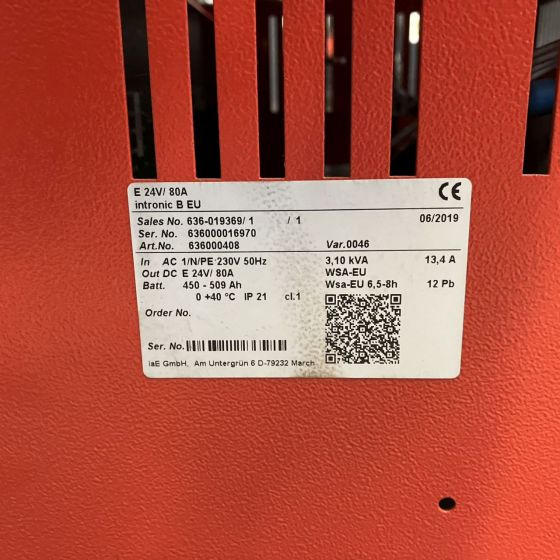 E 24V/ 80A
intronic B EU
CE
Sales No. 636-019369/ 1 / 1 06/2019
Ser. No. 636000016970
Art.No. 636000408 Var.0046
In AC 1/N/PE 230V 50Hz 3,10 kVA 13,4 A
Out DC E 24V/ 80A WSA-EU
Batt. 450 - 509 Ah Wsa-EU 6,5-8h 12 Pb
0 +40 °C IP 21 cl.1
Order No.
Ser. No.
iaE GmbH, Am Untergrün 6 D-79232 March